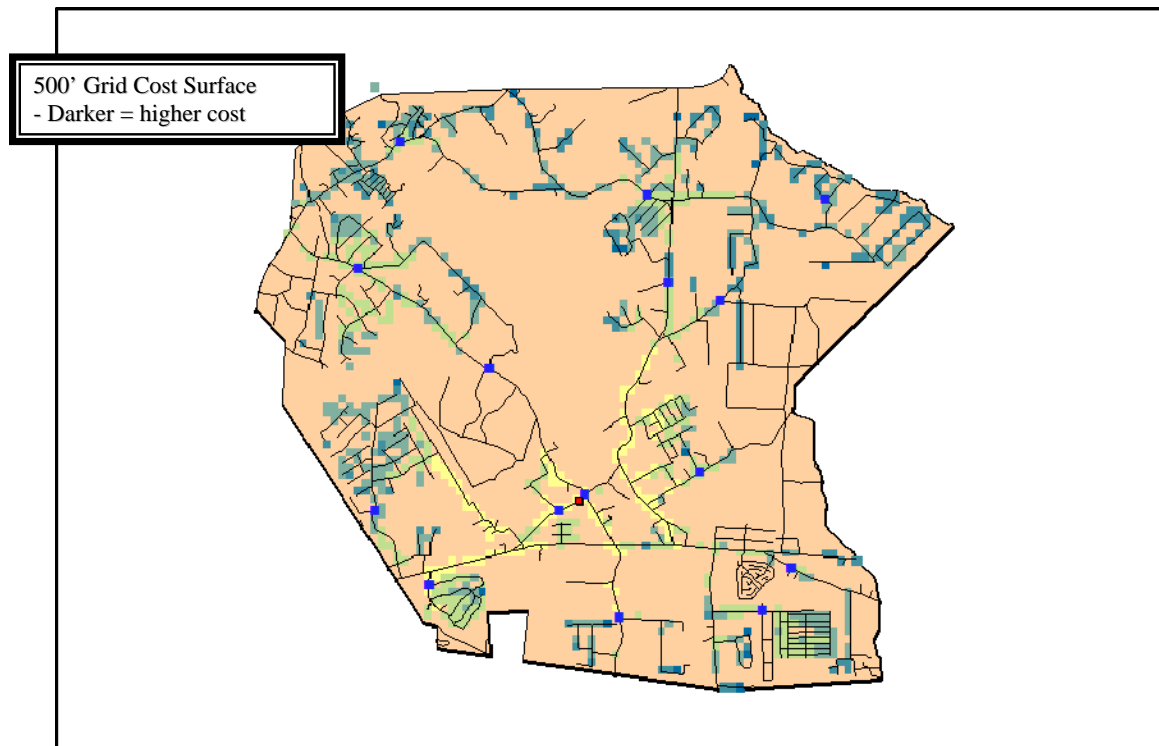 500’ Grid Cost Surface
- Darker = higher cost